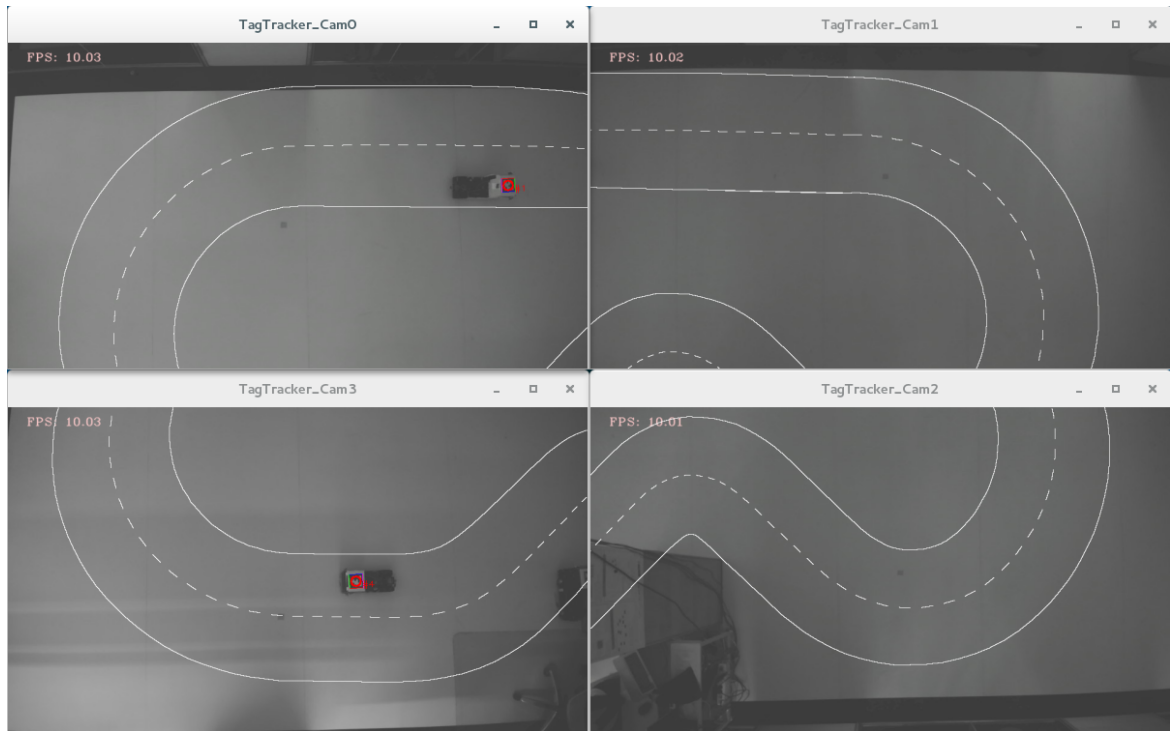 TagTracker_Cam0
FPS: 10.03
TagTracker_Cam1
FPS: 10.02
TagTracker_Cam3
FPS: 10.03
TagTracker_Cam2
FPS: 10.01